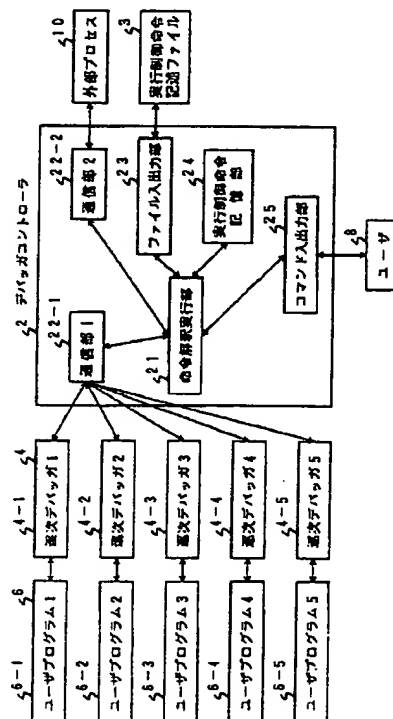 2 デバッガコントローラ
22-1
通信部1
22-2
通信部2
10
外部プロセス
3
実行制御命令
記述ファイル
23
ファイル入出力部
24
実行制御命令
記憶部
21
命令解釈実行部
25
コマンド入出力部
8
ユーザ
4
4-1
逐次デバッガ1
4-2
逐次デバッガ2
4-3
逐次デバッガ3
4-4
逐次デバッガ4
4-5
逐次デバッガ5
6
6-1
ユーザプログラム1
6-2
ユーザプログラム2
6-3
ユーザプログラム3
6-4
ユーザプログラム4
6-5
ユーザプログラム5